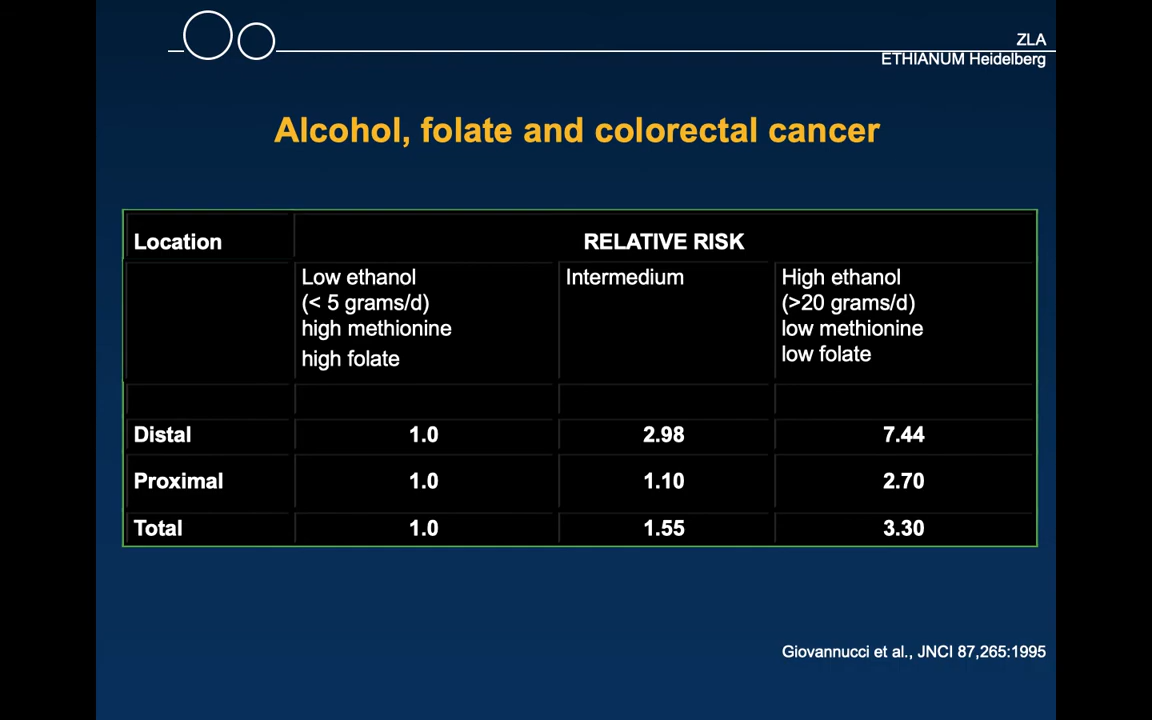 ZLA
ETHIANUM Heidelberg
Alcohol, folate and colorectal cancer
Location RELATIVE RISK
Low ethanol Intermedium High ethanol
(< 5 grams/d) (>20 grams/d)
high methionine low methionine
high folate low folate
Distal 1.0 2.98 7.44
Proximal 1.0 1.10 2.70
Total 1.0 1.55 3.30
Giovannucci et al., JNCI 87,265:1995